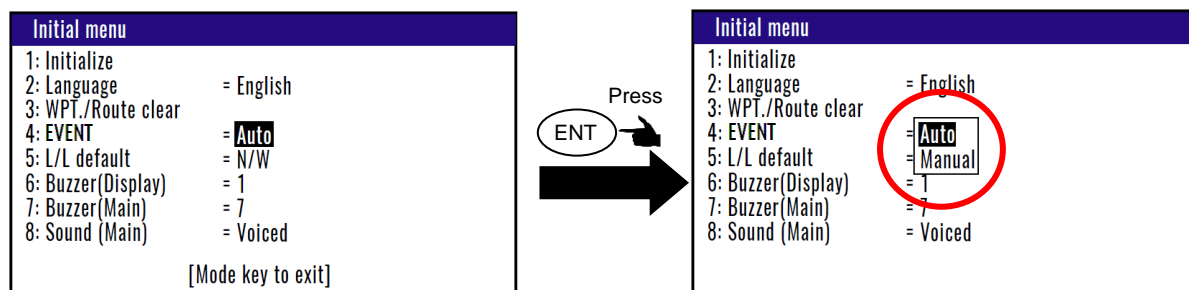 Initial menu
1: Initialize
2: Language = English
3: WPT./Route clear
4: EVENT = Auto
5: L/L default = N/W
6: Buzzer(Display) = 1
7: Buzzer(Main) = 7
8: Sound (Main) = Voiced
[Mode key to exit]
Press
ENT
Initial menu
1: Initialize
2: Language = English
3: WPT./Route clear
4: EVENT = Auto
5: L/L default = Manual
6: Buzzer(Display) = 1
7: Buzzer(Main) = 7
8: Sound (Main) = Voiced